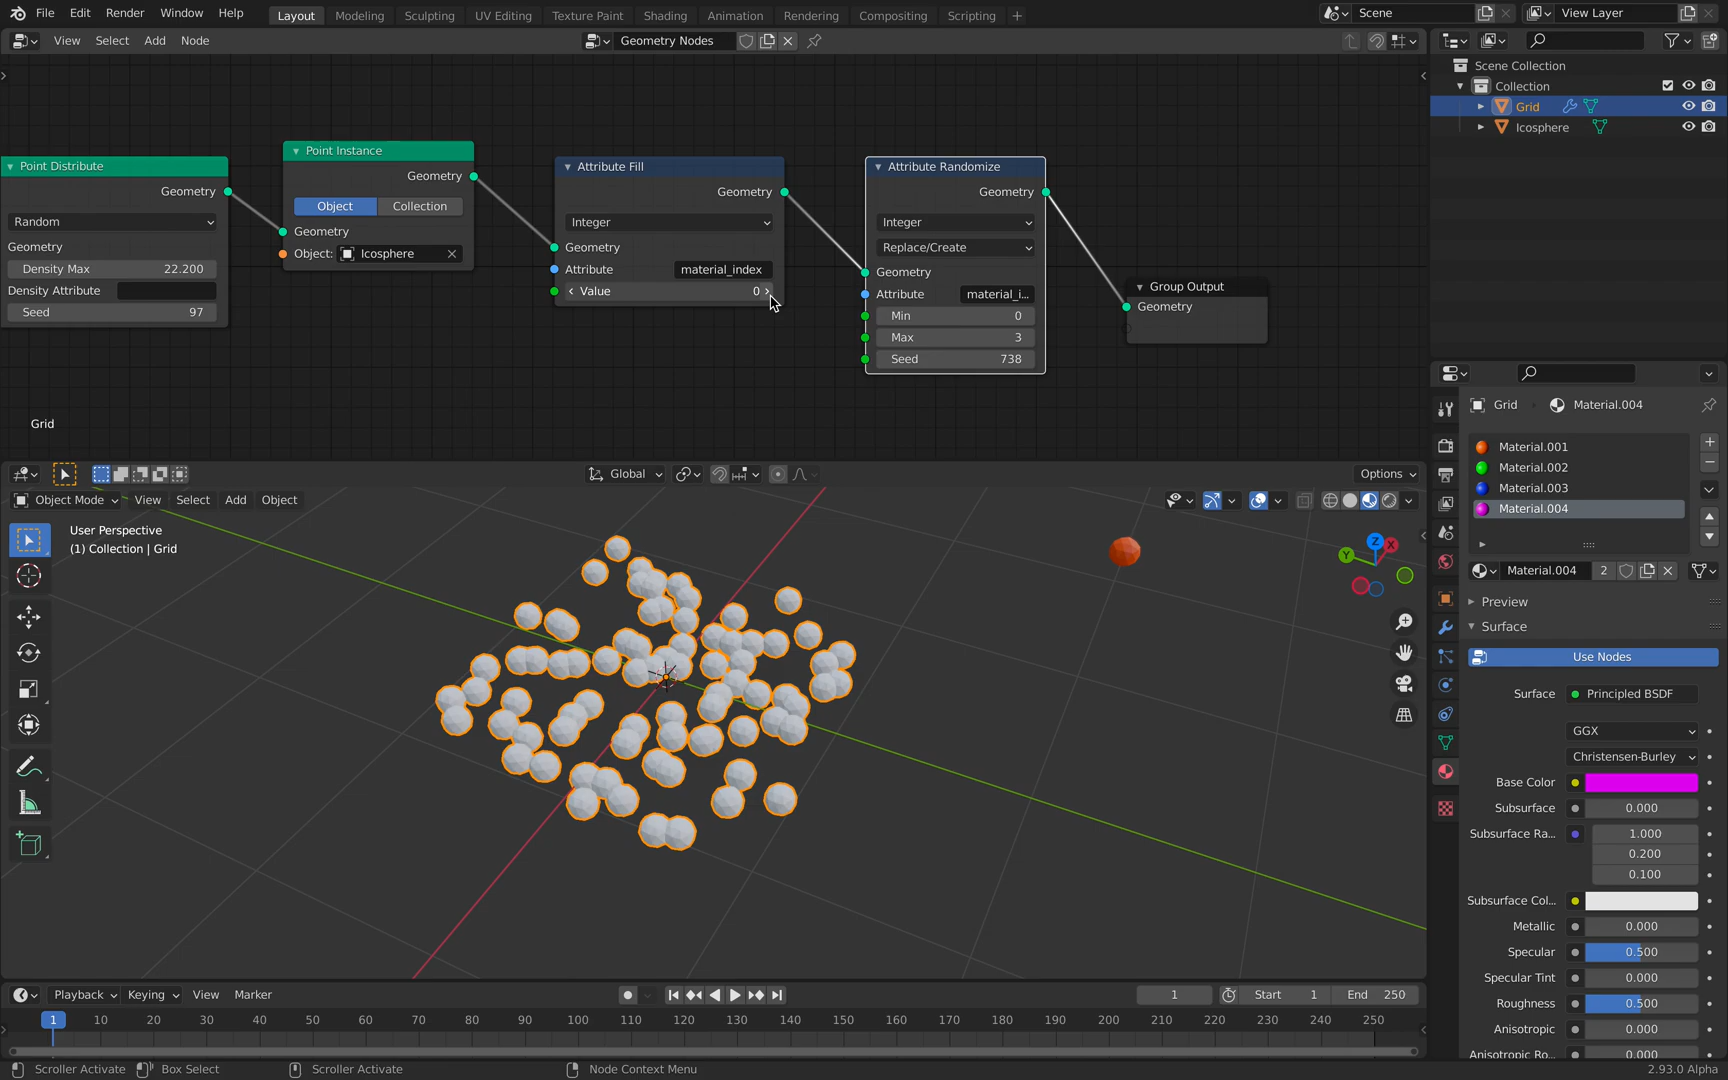 File Edit Render Window Help Layout Modeling Sculpting UV Editing Texture Paint Shading Animation Rendering Compositing Scripting + Scene View Layer
View Select Add Node Geometry Nodes
Scene Collection
Collection
Grid
Icosphere
Point Distribute
Geometry
Random
Geometry
Density Max 22.200
Density Attribute
Seed 97
Point Instance
Geometry
Object Collection
Geometry
Object: Icosphere
Attribute Fill
Geometry
Integer
Geometry
Attribute material_index
Value 0
Attribute Randomize
Geometry
Integer
Replace/Create
Geometry
Attribute material_i...
Min 0
Max 3
Seed 738
Group Output
Geometry
Grid
Grid Material.004
Material.001
Material.002
Material.003
Material.004
Material.004 2
Preview
Surface
Use Nodes
Surface Principled BSDF
GGX
Christensen-Burley
Base Color
Subsurface 0.000
Subsurface Ra... 1.000
0.200
0.100
Subsurface Col...
Metallic 0.000
Specular 0.500
Specular Tint 0.000
Roughness 0.500
Anisotropic 0.000
Anisotropic Ro... 0.000
Global Options
Object Mode View Select Add Object
User Perspective
(1) Collection | Grid
Z
X
Y
Playback Keying View Marker 1 Start 1 End 250
1 10 20 30 40 50 60 70 80 90 100 110 120 130 140 150 160 170 180 190 200 210 220 230 240 250
Scroller Activate Box Select Scroller Activate Node Context Menu 2.93.0 Alpha